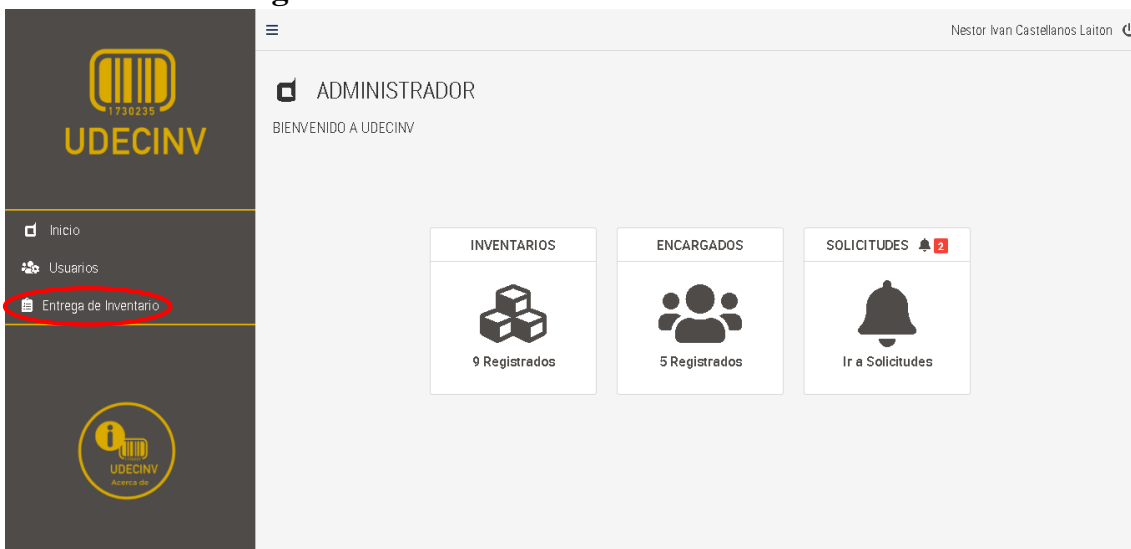 Nestor Ivan Castellanos Laiton
1730235
UDECINV
ADMINISTRADOR
BIENVENIDO A UDECINV
Inicio
Usuarios
Entrega de Inventario
INVENTARIOS
9 Registrados
ENCARGADOS
5 Registrados
SOLICITUDES 2
Ir a Solicitudes
UDECINV
Acerca de